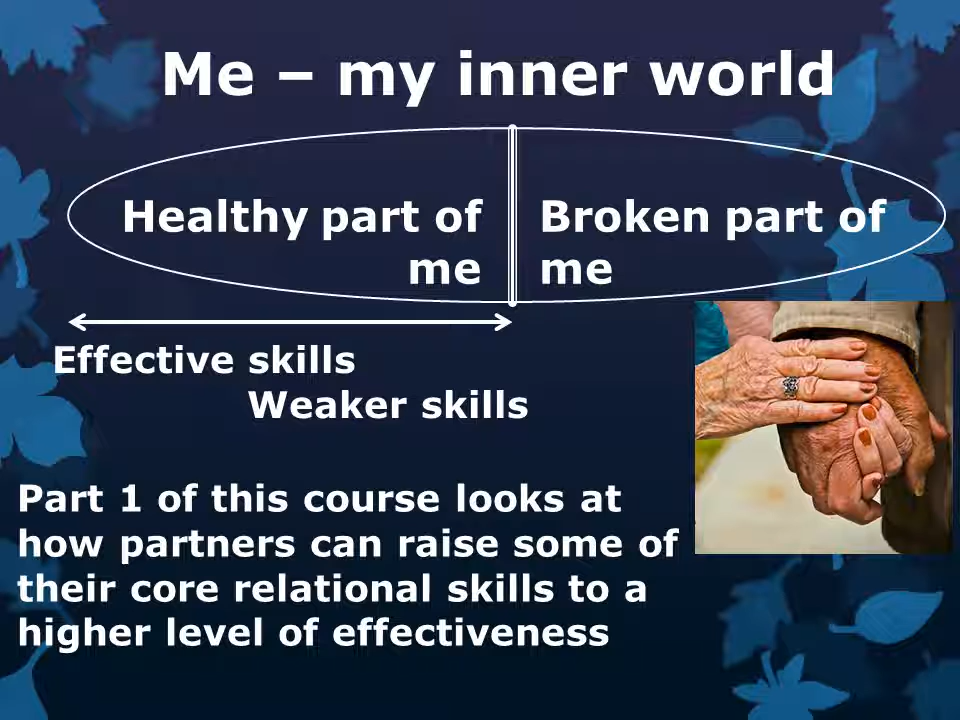 Me – my inner world
Healthy part of
me
Broken part of
me
Effective skills
Weaker skills
Part 1 of this course looks at
how partners can raise some of
their core relational skills to a
higher level of effectiveness